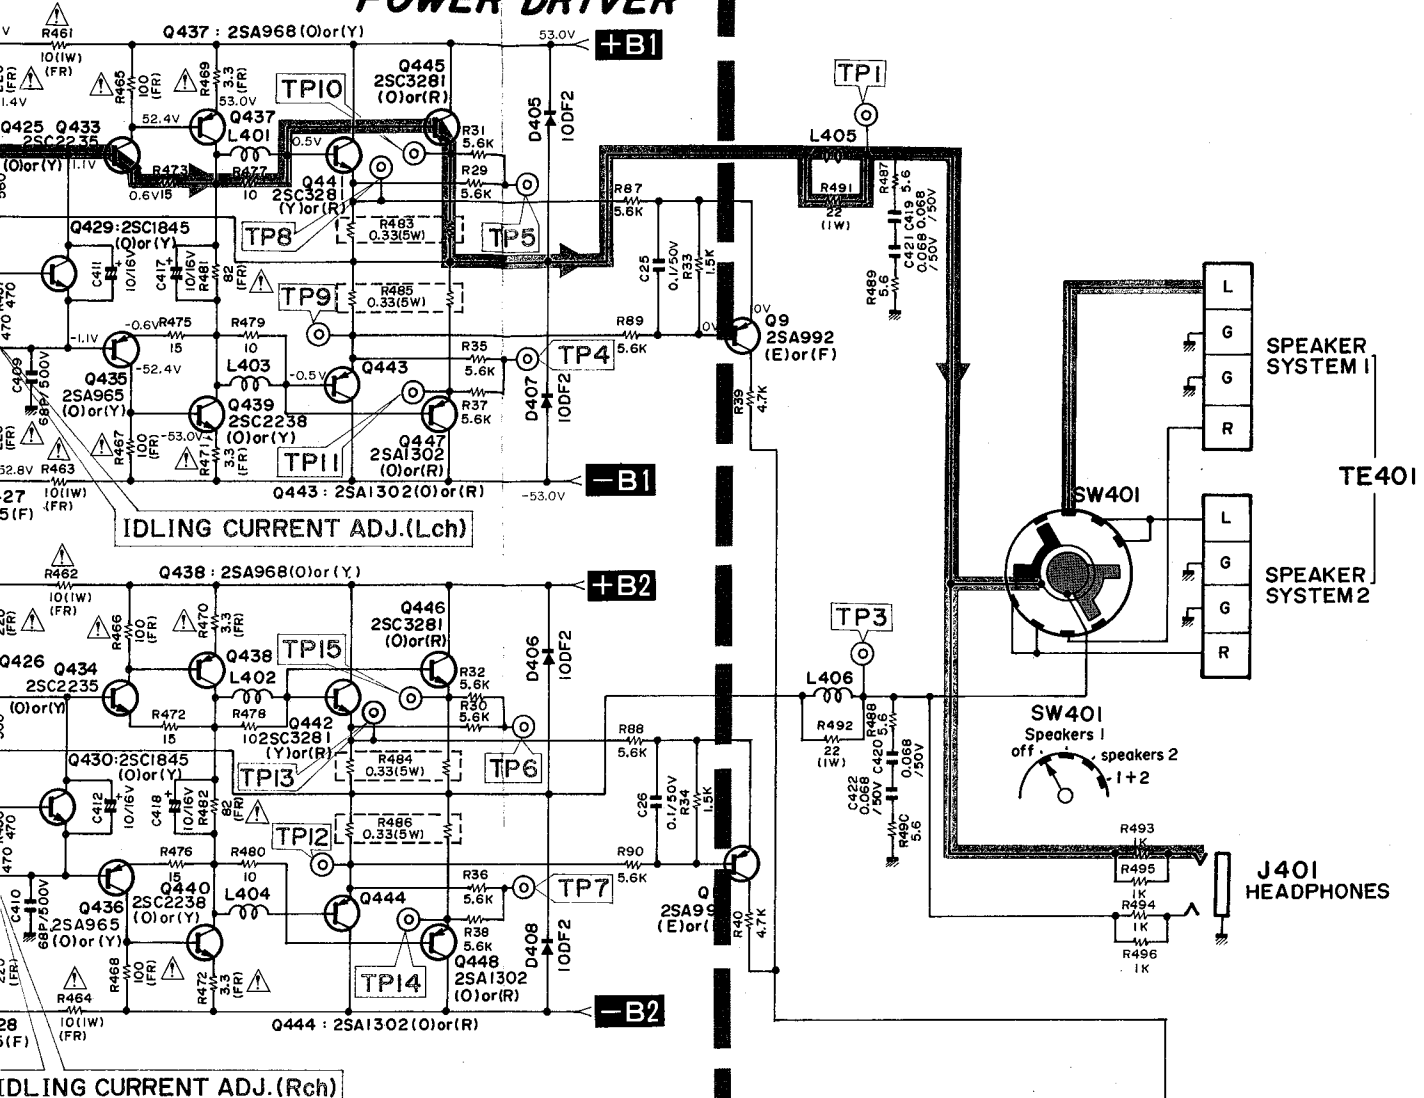 POWER DRIVER
R461
10(1W)
(FR)
Q437 : 2SA968(O)or(Y)
53.0V
+B1
R465
100
(FR)
R469
3.3
(FR)
53.0V
52.4V
Q437
L401
TP10
Q445
2SC3281
(O)or(R)
D405
10DF2
TP1
L405
R491
22
(1W)
R487
5.6
C419
0.068
/50V
C421
0.068
/50V
R489
5.6
Q425
Q433
2SC2235
(O)or(Y)
1.1V
0.6V
R473
15
R477
10
0.5V
2SC3281
(Y)or(R)
R31
5.6K
R29
5.6K
TP8
TP5
R483
0.33(5W)
R87
5.6K
Q429:2SC1845
(O)or(Y)
C411
10/16V
C417
10/16V
R481
82
(FR)
TP9
R485
0.33(5W)
C25
0.1/50V
R33
1.5K
0V
0V
Q9
2SA992
(E)or(F)
-1.1V
-0.6V
R475
15
R479
10
R89
5.6K
L403
-0.5V
Q443
R35
5.6K
R37
5.6K
TP4
D407
10DF2
R39
4.7K
C409
68P/500V
Q435
2SA965
(O)or(Y)
-52.4V
Q439
2SC2238
(O)or(Y)
-53.0V
R467
100
(FR)
R471
3.3
(FR)
R463
10(1W)
(FR)
TP11
Q447
2SA1302
(O)or(R)
Q443 : 2SA1302(O)or(R)
-B1
-53.0V
IDLING CURRENT ADJ.(Lch)
L
G
G
R
SPEAKER
SYSTEM 1
TE401
SW401
L
G
G
R
SPEAKER
SYSTEM 2
R462
10(1W)
(FR)
Q438 : 2SA968(O)or(Y)
+B2
R466
100
(FR)
R470
3.3
(FR)
Q446
2SC3281
(O)or(R)
TP15
D406
10DF2
TP3
Q426
Q434
2SC2235
(O)or(Y)
Q438
L402
R472
15
R478
10
Q442
2SC3281
(Y)or(R)
R32
5.6K
R30
5.6K
TP13
TP6
R88
5.6K
L406
R492
22
(1W)
R488
5.6
C420
0.068
/50V
C422
0.068
/50V
R49C
5.6
SW401
Speakers 1
off
speakers 2
1+2
Q430:2SC1845
(O)or(Y)
R484
0.33(5W)
C412
10/16V
C418
10/16V
R482
82
(FR)
TP12
R486
0.33(5W)
C26
0.1/50V
R34
1.5K
R476
15
R480
10
R90
5.6K
C410
68P/500V
Q436
2SA965
(O)or(Y)
Q440
2SC2238
(O)or(Y)
L404
Q444
R36
5.6K
R38
5.6K
TP7
R40
4.7K
D408
10DF2
R493
1K
R495
1K
R494
1K
R496
1K
J401
HEADPHONES
R468
100
(FR)
R472
3.3
(FR)
R464
10(1W)
(FR)
TP14
Q448
2SA1302
(O)or(R)
Q444 : 2SA1302(O)or(R)
-B2
IDLING CURRENT ADJ.(Rch)